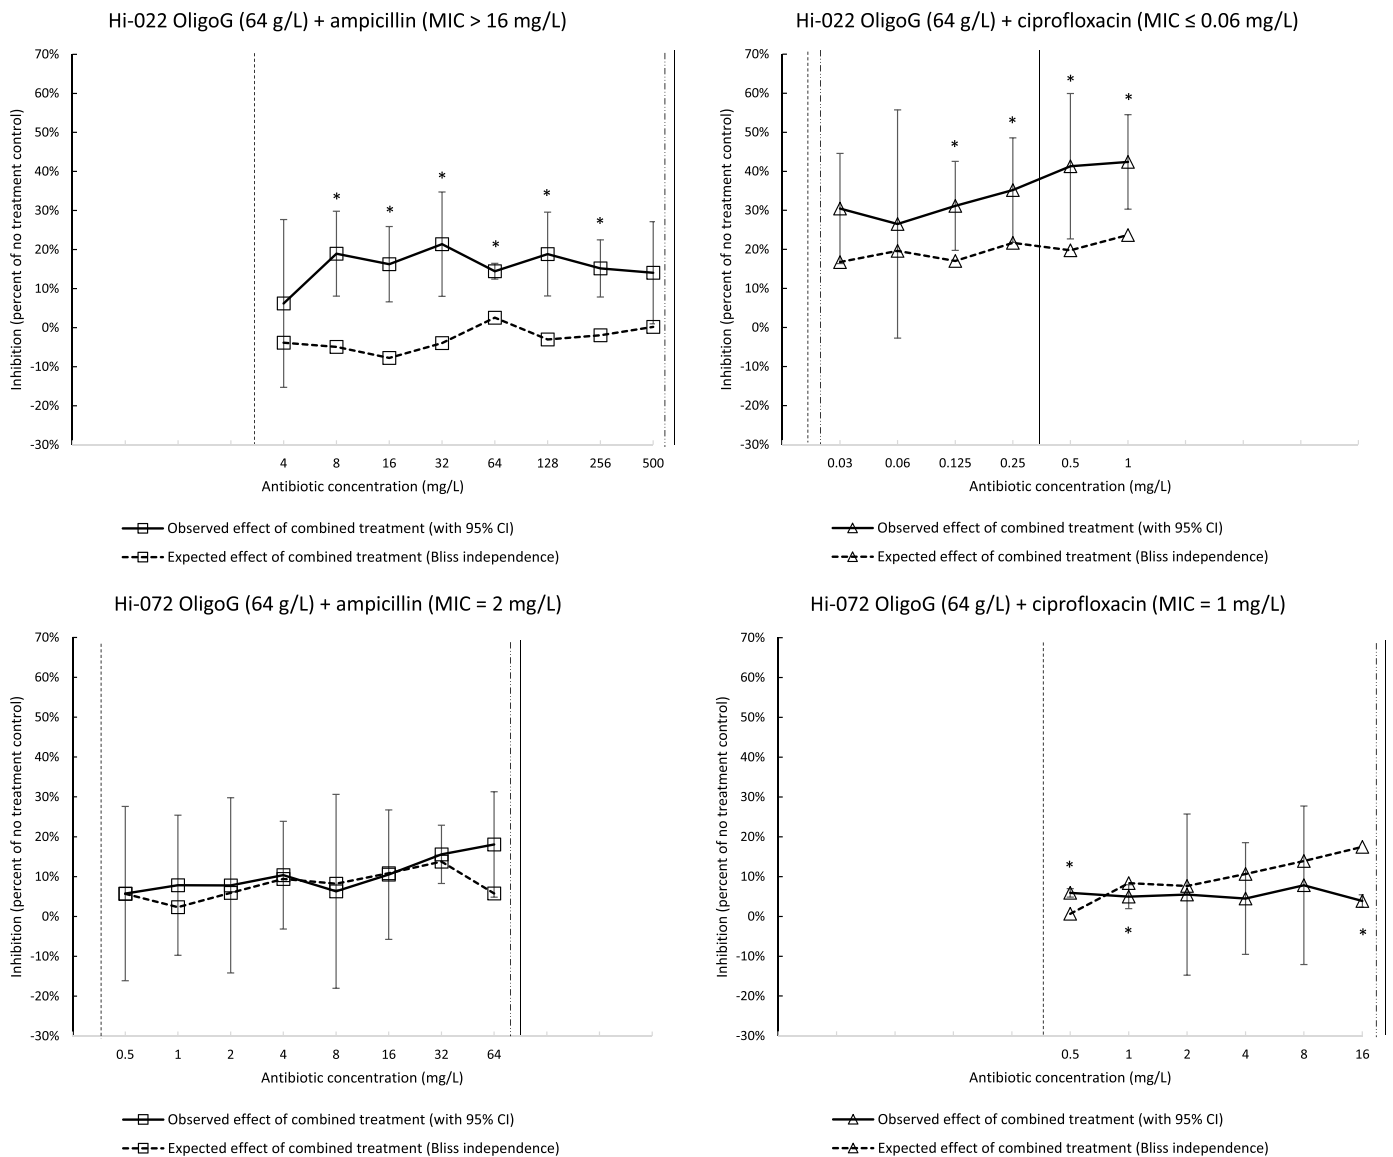 Hi-022 OligoG (64 g/L) + ampicillin (MIC > 16 mg/L)
Inhibition (percent of no treatment control)
70%
60%
50%
40%
30%
20%
10%
0%
-10%
-20%
-30%
* * * * * *
4 8 16 32 64 128 256 500
Antibiotic concentration (mg/L)
Observed effect of combined treatment (with 95% CI)
Expected effect of combined treatment (Bliss independence)
Hi-022 OligoG (64 g/L) + ciprofloxacin (MIC ≤ 0.06 mg/L)
Inhibition (percent of no treatment control)
70%
60%
50%
40%
30%
20%
10%
0%
-10%
-20%
-30%
* * * *
0.03 0.06 0.125 0.25 0.5 1
Antibiotic concentration (mg/L)
Observed effect of combined treatment (with 95% CI)
Expected effect of combined treatment (Bliss independence)
Hi-072 OligoG (64 g/L) + ampicillin (MIC = 2 mg/L)
Inhibition (percent of no treatment control)
70%
60%
50%
40%
30%
20%
10%
0%
-10%
-20%
-30%
0.5 1 2 4 8 16 32 64
Antibiotic concentration (mg/L)
Observed effect of combined treatment (with 95% CI)
Expected effect of combined treatment (Bliss independence)
Hi-072 OligoG (64 g/L) + ciprofloxacin (MIC = 1 mg/L)
Inhibition (percent of no treatment control)
70%
60%
50%
40%
30%
20%
10%
0%
-10%
-20%
-30%
* * *
0.5 1 2 4 8 16
Antibiotic concentration (mg/L)
Observed effect of combined treatment (with 95% CI)
Expected effect of combined treatment (Bliss independence)